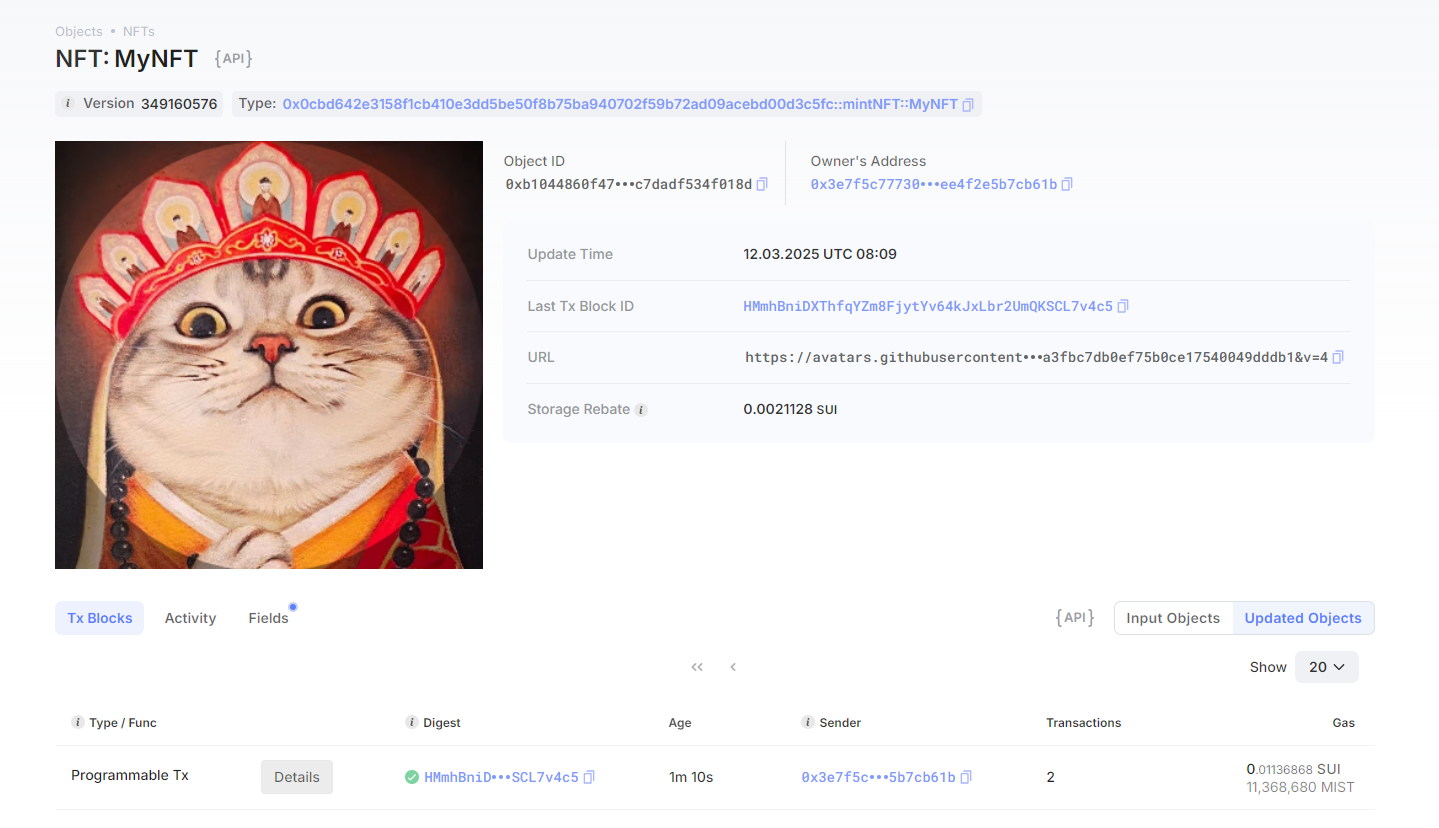 Objects • NFTs
NFT: MyNFT {API}
i Version 349160576 Type: 0x0cbd642e3158f1cb410e3dd5be50f8b75ba940702f59b72ad09acebd00d3c5fc::mintNFT::MyNFT
Object ID
0xb1044860f47•••c7dadf534f018d
Owner's Address
0x3e7f5c77730•••ee4f2e5b7cb61b
Update Time 12.03.2025 UTC 08:09
Last Tx Block ID HMmhBniDXThfqYZm8FjytYv64kJxLbr2UmQKSCL7v4c5
URL https://avatars.githubusercontent•••a3fbc7db0ef75b0ce17540049dddb1&v=4
Storage Rebate i 0.0021128 SUI
Tx Blocks Activity Fields {API} Input Objects Updated Objects
Show 20
i Type / Func i Digest Age i Sender Transactions Gas
Programmable Tx Details HMmhBniD•••SCL7v4c5 1m 10s 0x3e7f5c•••5b7cb61b 2 0.01136868 SUI
11,368,680 MIST